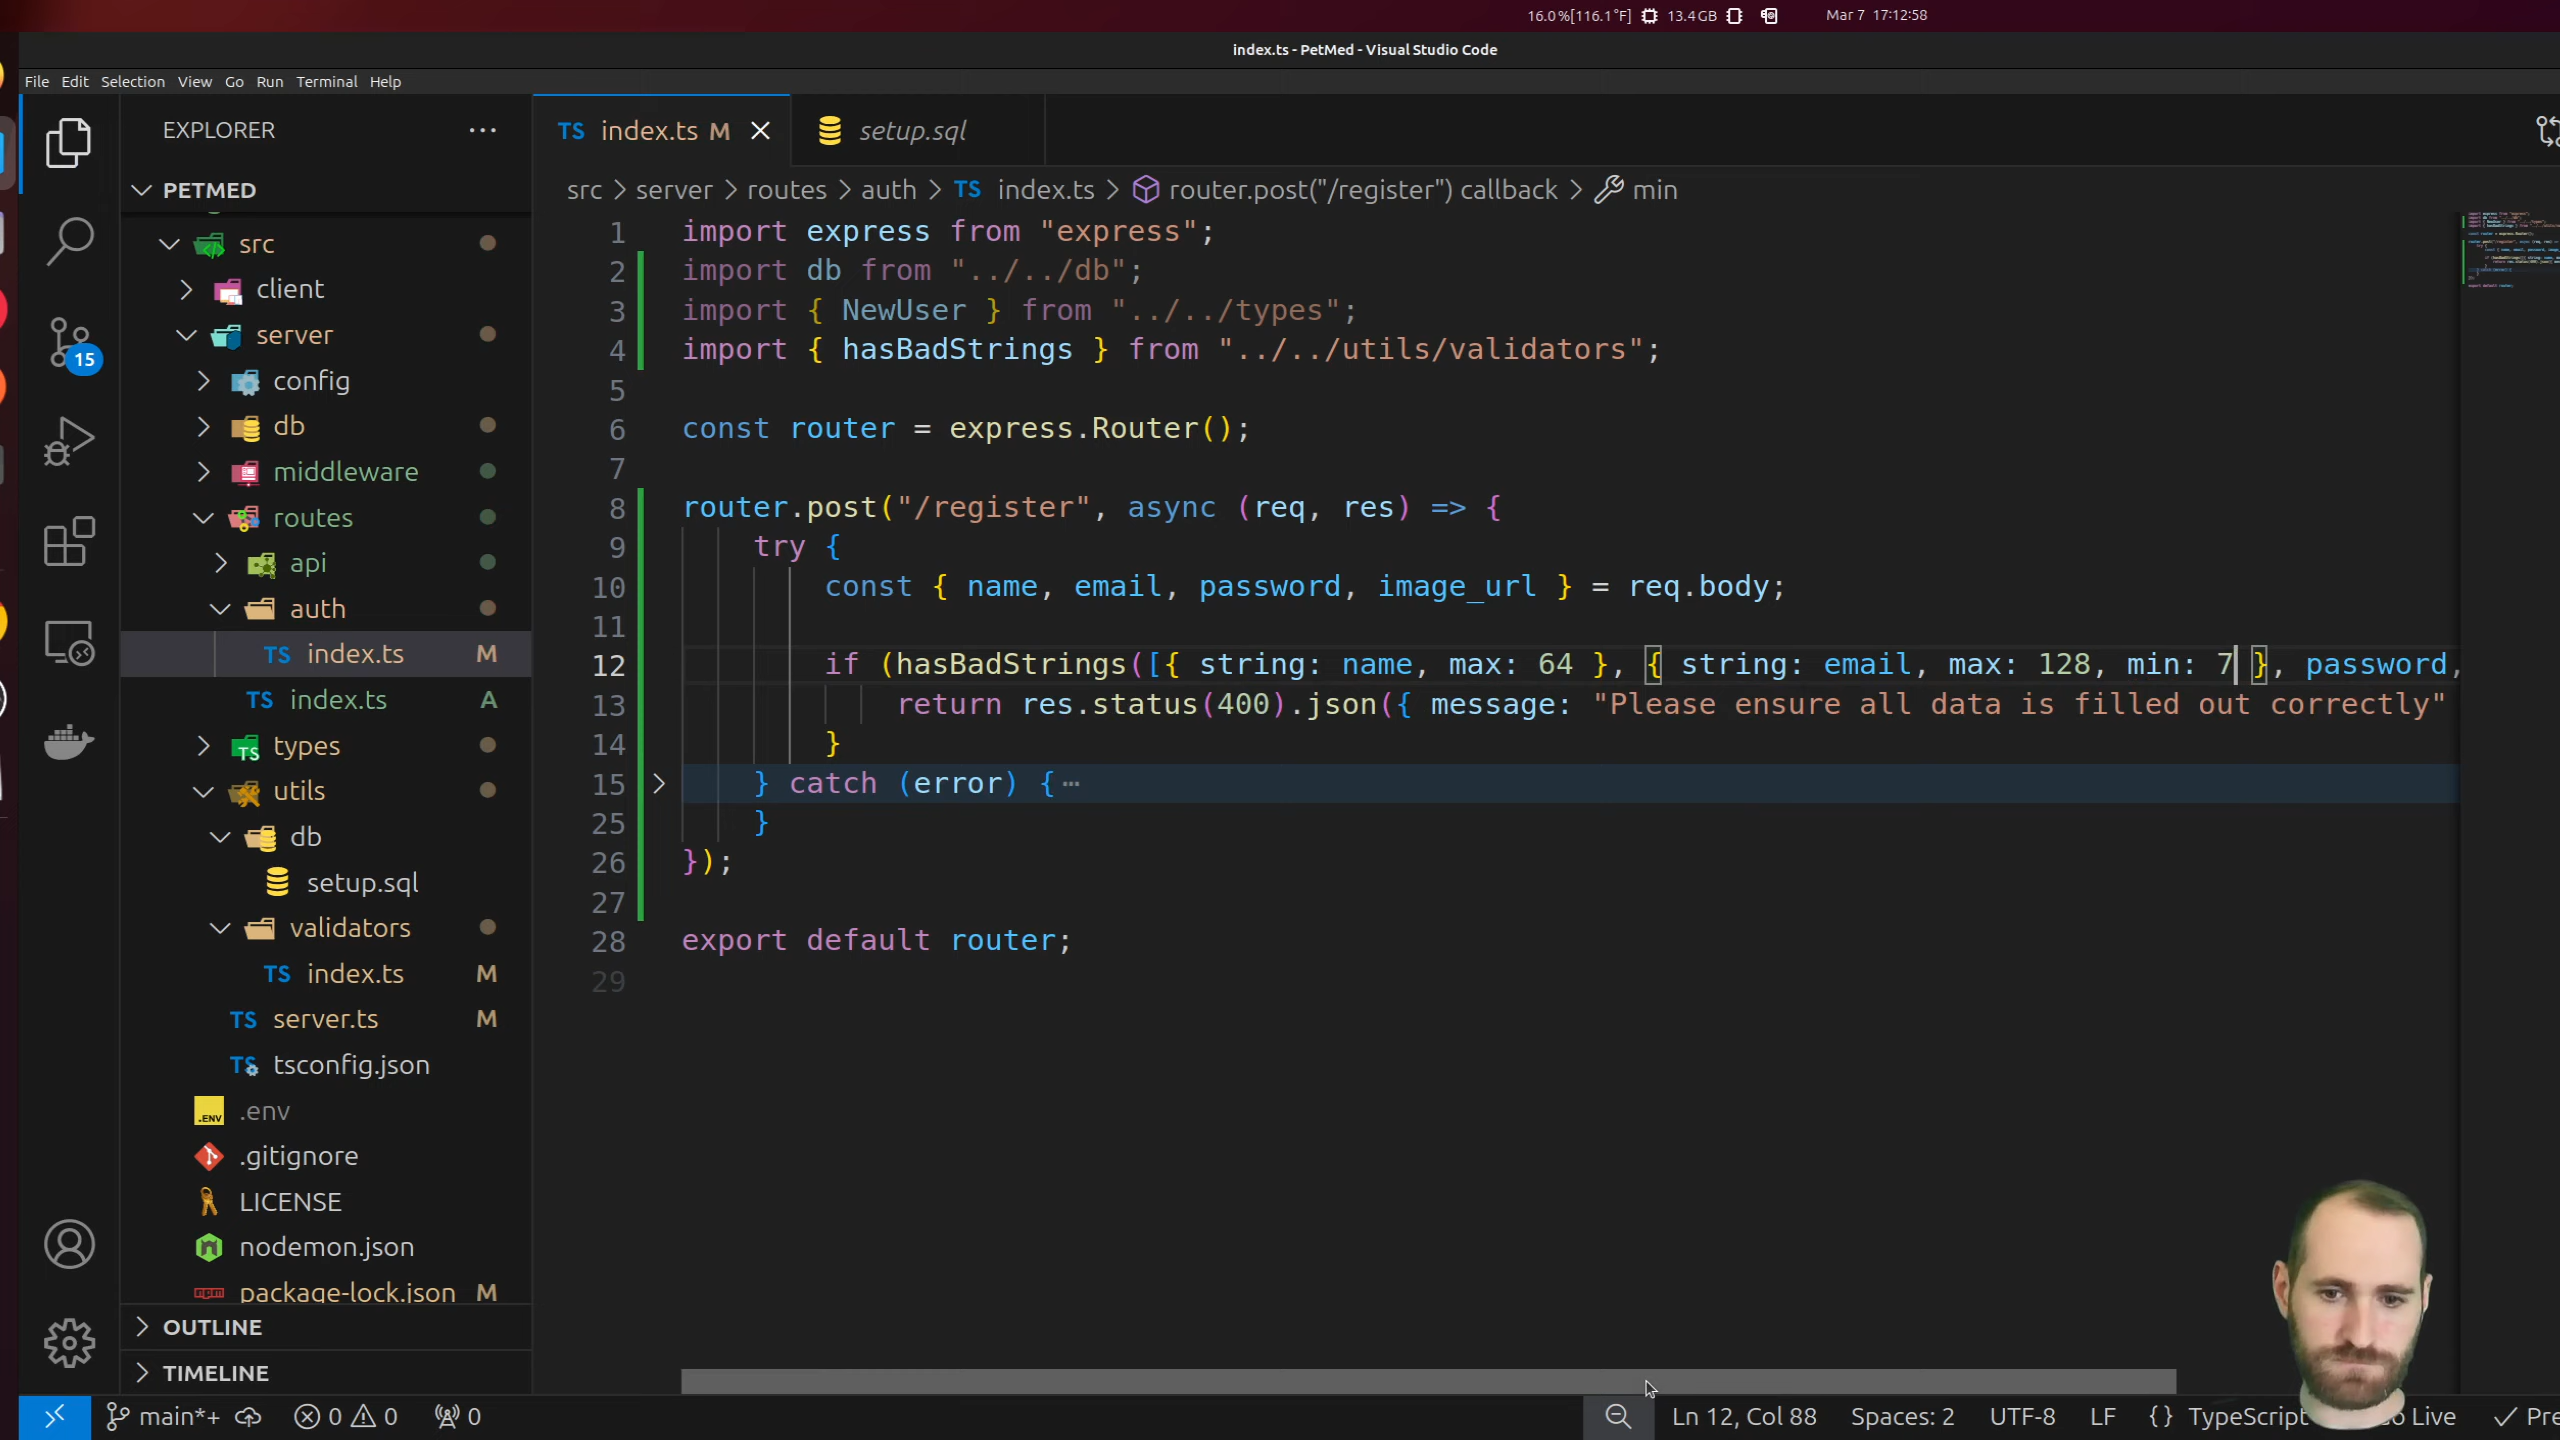 16.0%[116.1°F] 13.4GB Mar 7 17:12:58
index.ts - PetMed - Visual Studio Code
File Edit Selection View Go Run Terminal Help
EXPLORER
TS index.ts M
setup.sql
PETMED
src > server > routes > auth > TS index.ts > router.post("/register") callback > min
src
client
server
config
db
middleware
routes
api
auth
TS index.ts M
TS index.ts A
types
utils
db
setup.sql
validators
TS index.ts M
TS server.ts M
TS tsconfig.json
.ENV .env
.gitignore
LICENSE
nodemon.json
package-lock.json M
OUTLINE
TIMELINE
15
1 import express from "express";
2 import db from "../../db";
3 import { NewUser } from "../../types";
4 import { hasBadStrings } from "../../utils/validators";
5
6 const router = express.Router();
7
8 router.post("/register", async (req, res) => {
9 try {
10 const { name, email, password, image_url } = req.body;
11
12 if (hasBadStrings([{ string: name, max: 64 }, { string: email, max: 128, min: 7 }, password,
13 return res.status(400).json({ message: "Please ensure all data is filled out correctly"
14 }
15 } catch (error) {⋯
25 }
26 });
27
28 export default router;
29
main*+ 0 0 0 Ln 12, Col 88 Spaces: 2 UTF-8 LF {} TypeScript Live